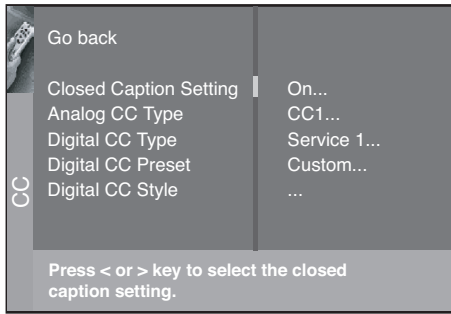 Go back
Closed Caption Setting On...
Analog CC Type CC1...
Digital CC Type Service 1...
Digital CC Preset Custom...
Digital CC Style ...
CC
Press < or > key to select the closed
caption setting.